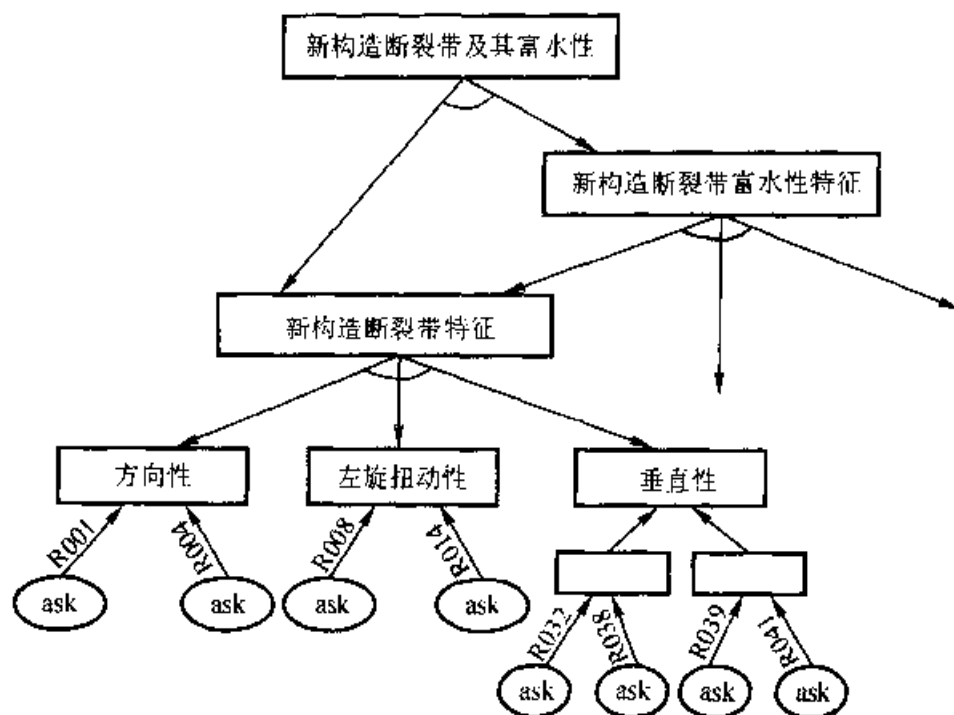 新构造断裂带及其富水性
新构造断裂带富水性特征
新构造断裂带特征
方向性
左旋扭动性
垂直性
R001
R004
R008
R014
ask
ask
ask
ask
R032
R038
R039
R041
ask
ask
ask
ask